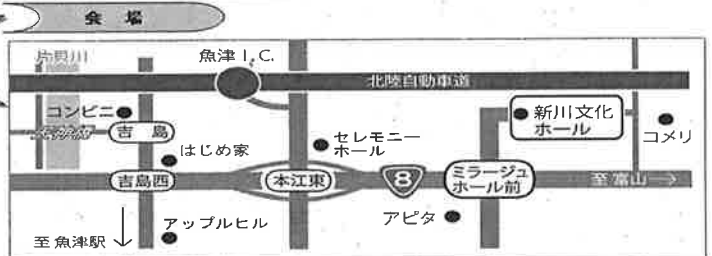 会場
片貝川
魚津 I.C.
北陸自動車道
コンビニ
吉島
はじめ家
セレモニー
ホール
新川文化
ホール
コメリ
吉島西
本江東
8
ミラージュ
ホール前
至富山→
アピタ
アップルヒル
至魚津駅↓